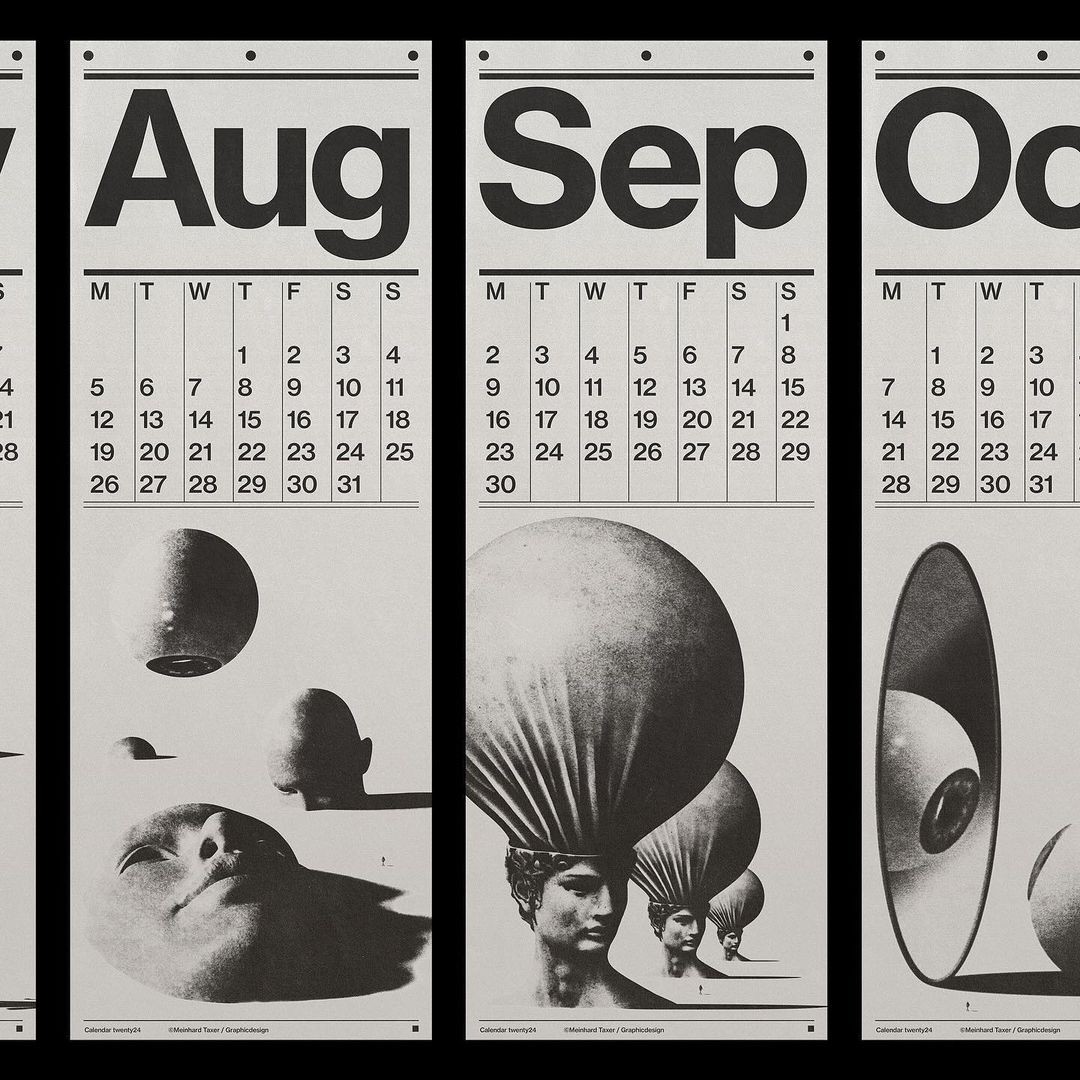 y
S
7
14
21
28
Aug
M T W T F S S
1 2 3 4
5 6 7 8 9 10 11
12 13 14 15 16 17 18
19 20 21 22 23 24 25
26 27 28 29 30 31
Calendar twenty24 ©Meinhard Taxer / Graphicdesign
Sep
M T W T F S S
1
2 3 4 5 6 7 8
9 10 11 12 13 14 15
16 17 18 19 20 21 22
23 24 25 26 27 28 29
30
Calendar twenty24 ©Meinhard Taxer / Graphicdesign
Oc
M T W T
1 2 3
7 8 9 10
14 15 16 17
21 22 23 24
28 29 30 31
Calendar twenty24 ©Meinhard Taxer / Graphicdesign